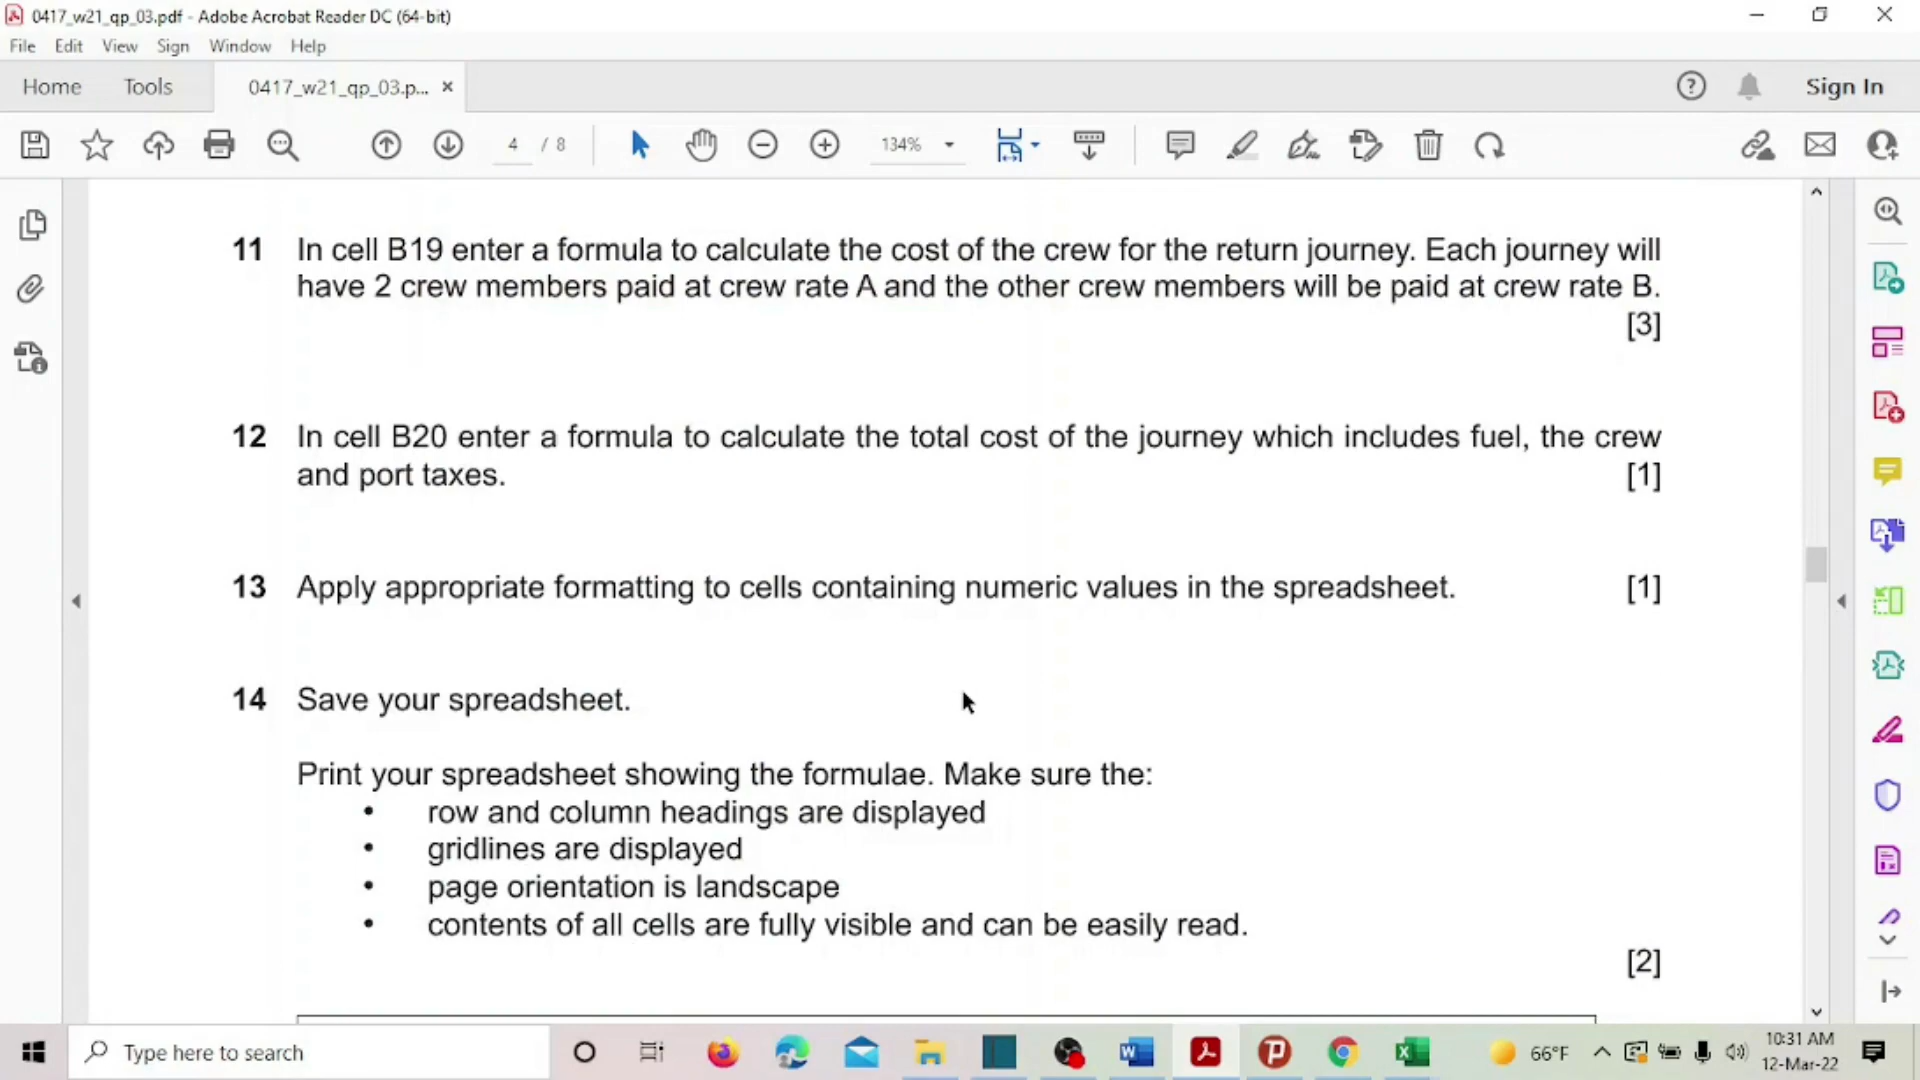 0417_w21_qp_03.pdf - Adobe Acrobat Reader DC (64-bit)
File Edit View Sign Window Help
Home Tools 0417_w21_qp_03.p... × Sign In
4 / 8 134%
11 In cell B19 enter a formula to calculate the cost of the crew for the return journey. Each journey will
have 2 crew members paid at crew rate A and the other crew members will be paid at crew rate B.
[3]
12 In cell B20 enter a formula to calculate the total cost of the journey which includes fuel, the crew
and port taxes. [1]
13 Apply appropriate formatting to cells containing numeric values in the spreadsheet. [1]
14 Save your spreadsheet.
Print your spreadsheet showing the formulae. Make sure the:
• row and column headings are displayed
• gridlines are displayed
• page orientation is landscape
• contents of all cells are fully visible and can be easily read.
[2]
Type here to search 66°F 10:31 AM
12-Mar-22